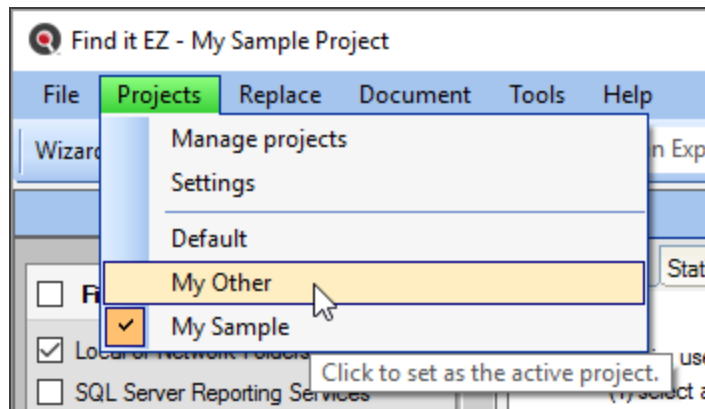 Find it EZ - My Sample Project
File Projects Replace Document Tools Help
Manage projects
Settings
Default
My Other
My Sample
Click to set as the active project.
SQL Server Reporting Services